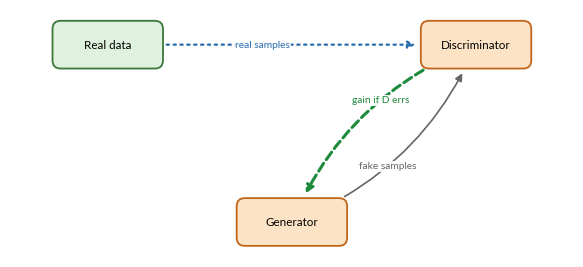 Real data
real samples
Discriminator
gain if D errs
fake samples
Generator